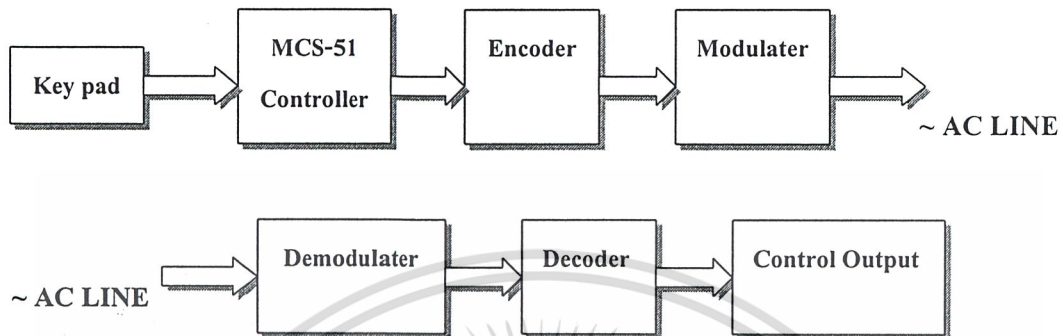 Key pad
MCS-51
Controller
Encoder
Modulater
~ AC LINE
~ AC LINE
Demodulater
Decoder
Control Output